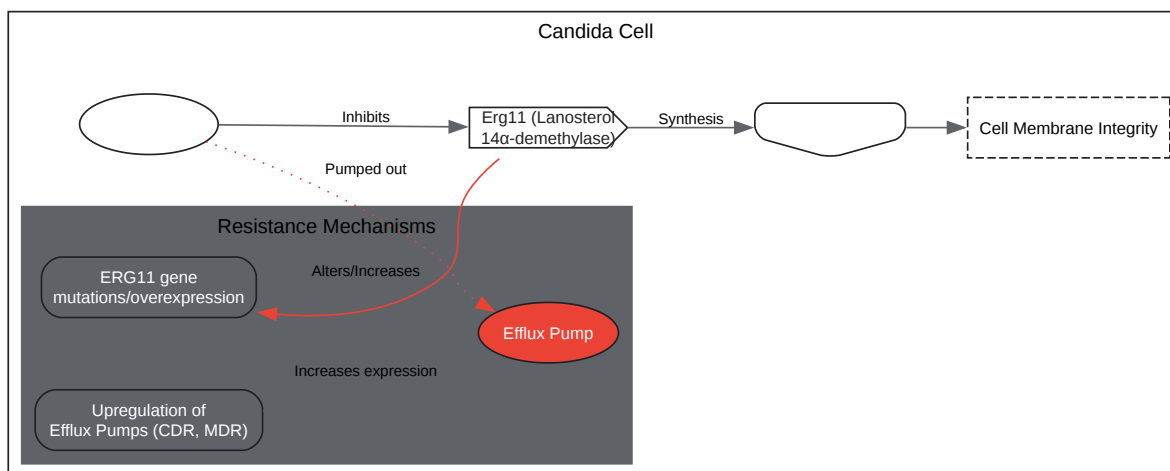 Candida Cell
Inhibits
Erg11 (Lanosterol
14α-demethylase)
Synthesis
Cell Membrane Integrity
Pumped out
Resistance Mechanisms
ERG11 gene
mutations/overexpression
Alters/Increases
Efflux Pump
Increases expression
Upregulation of
Efflux Pumps (CDR, MDR)